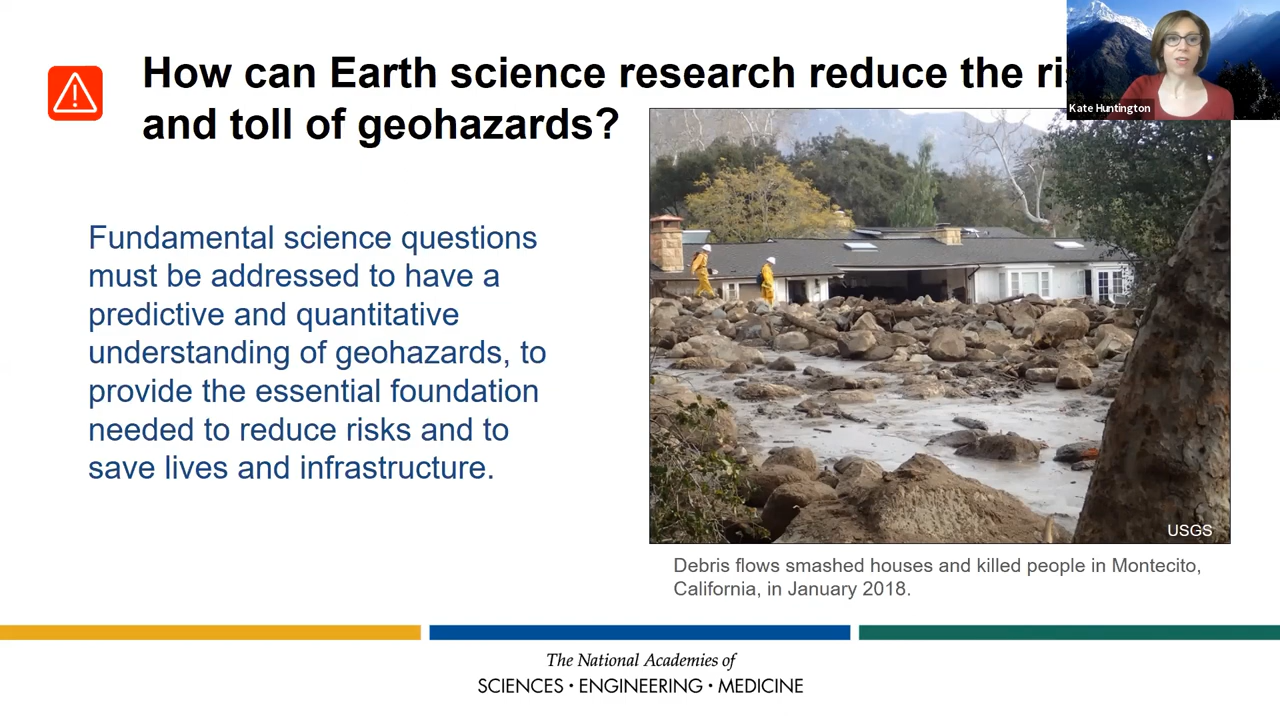 How can Earth science research reduce the
and toll of geohazards?
Kate Huntington
Fundamental science questions
must be addressed to have a
predictive and quantitative
understanding of geohazards, to
provide the essential foundation
needed to reduce risks and to
save lives and infrastructure.
USGS
Debris flows smashed houses and killed people in Montecito,
California, in January 2018.
The National Academies of
SCIENCES • ENGINEERING • MEDICINE